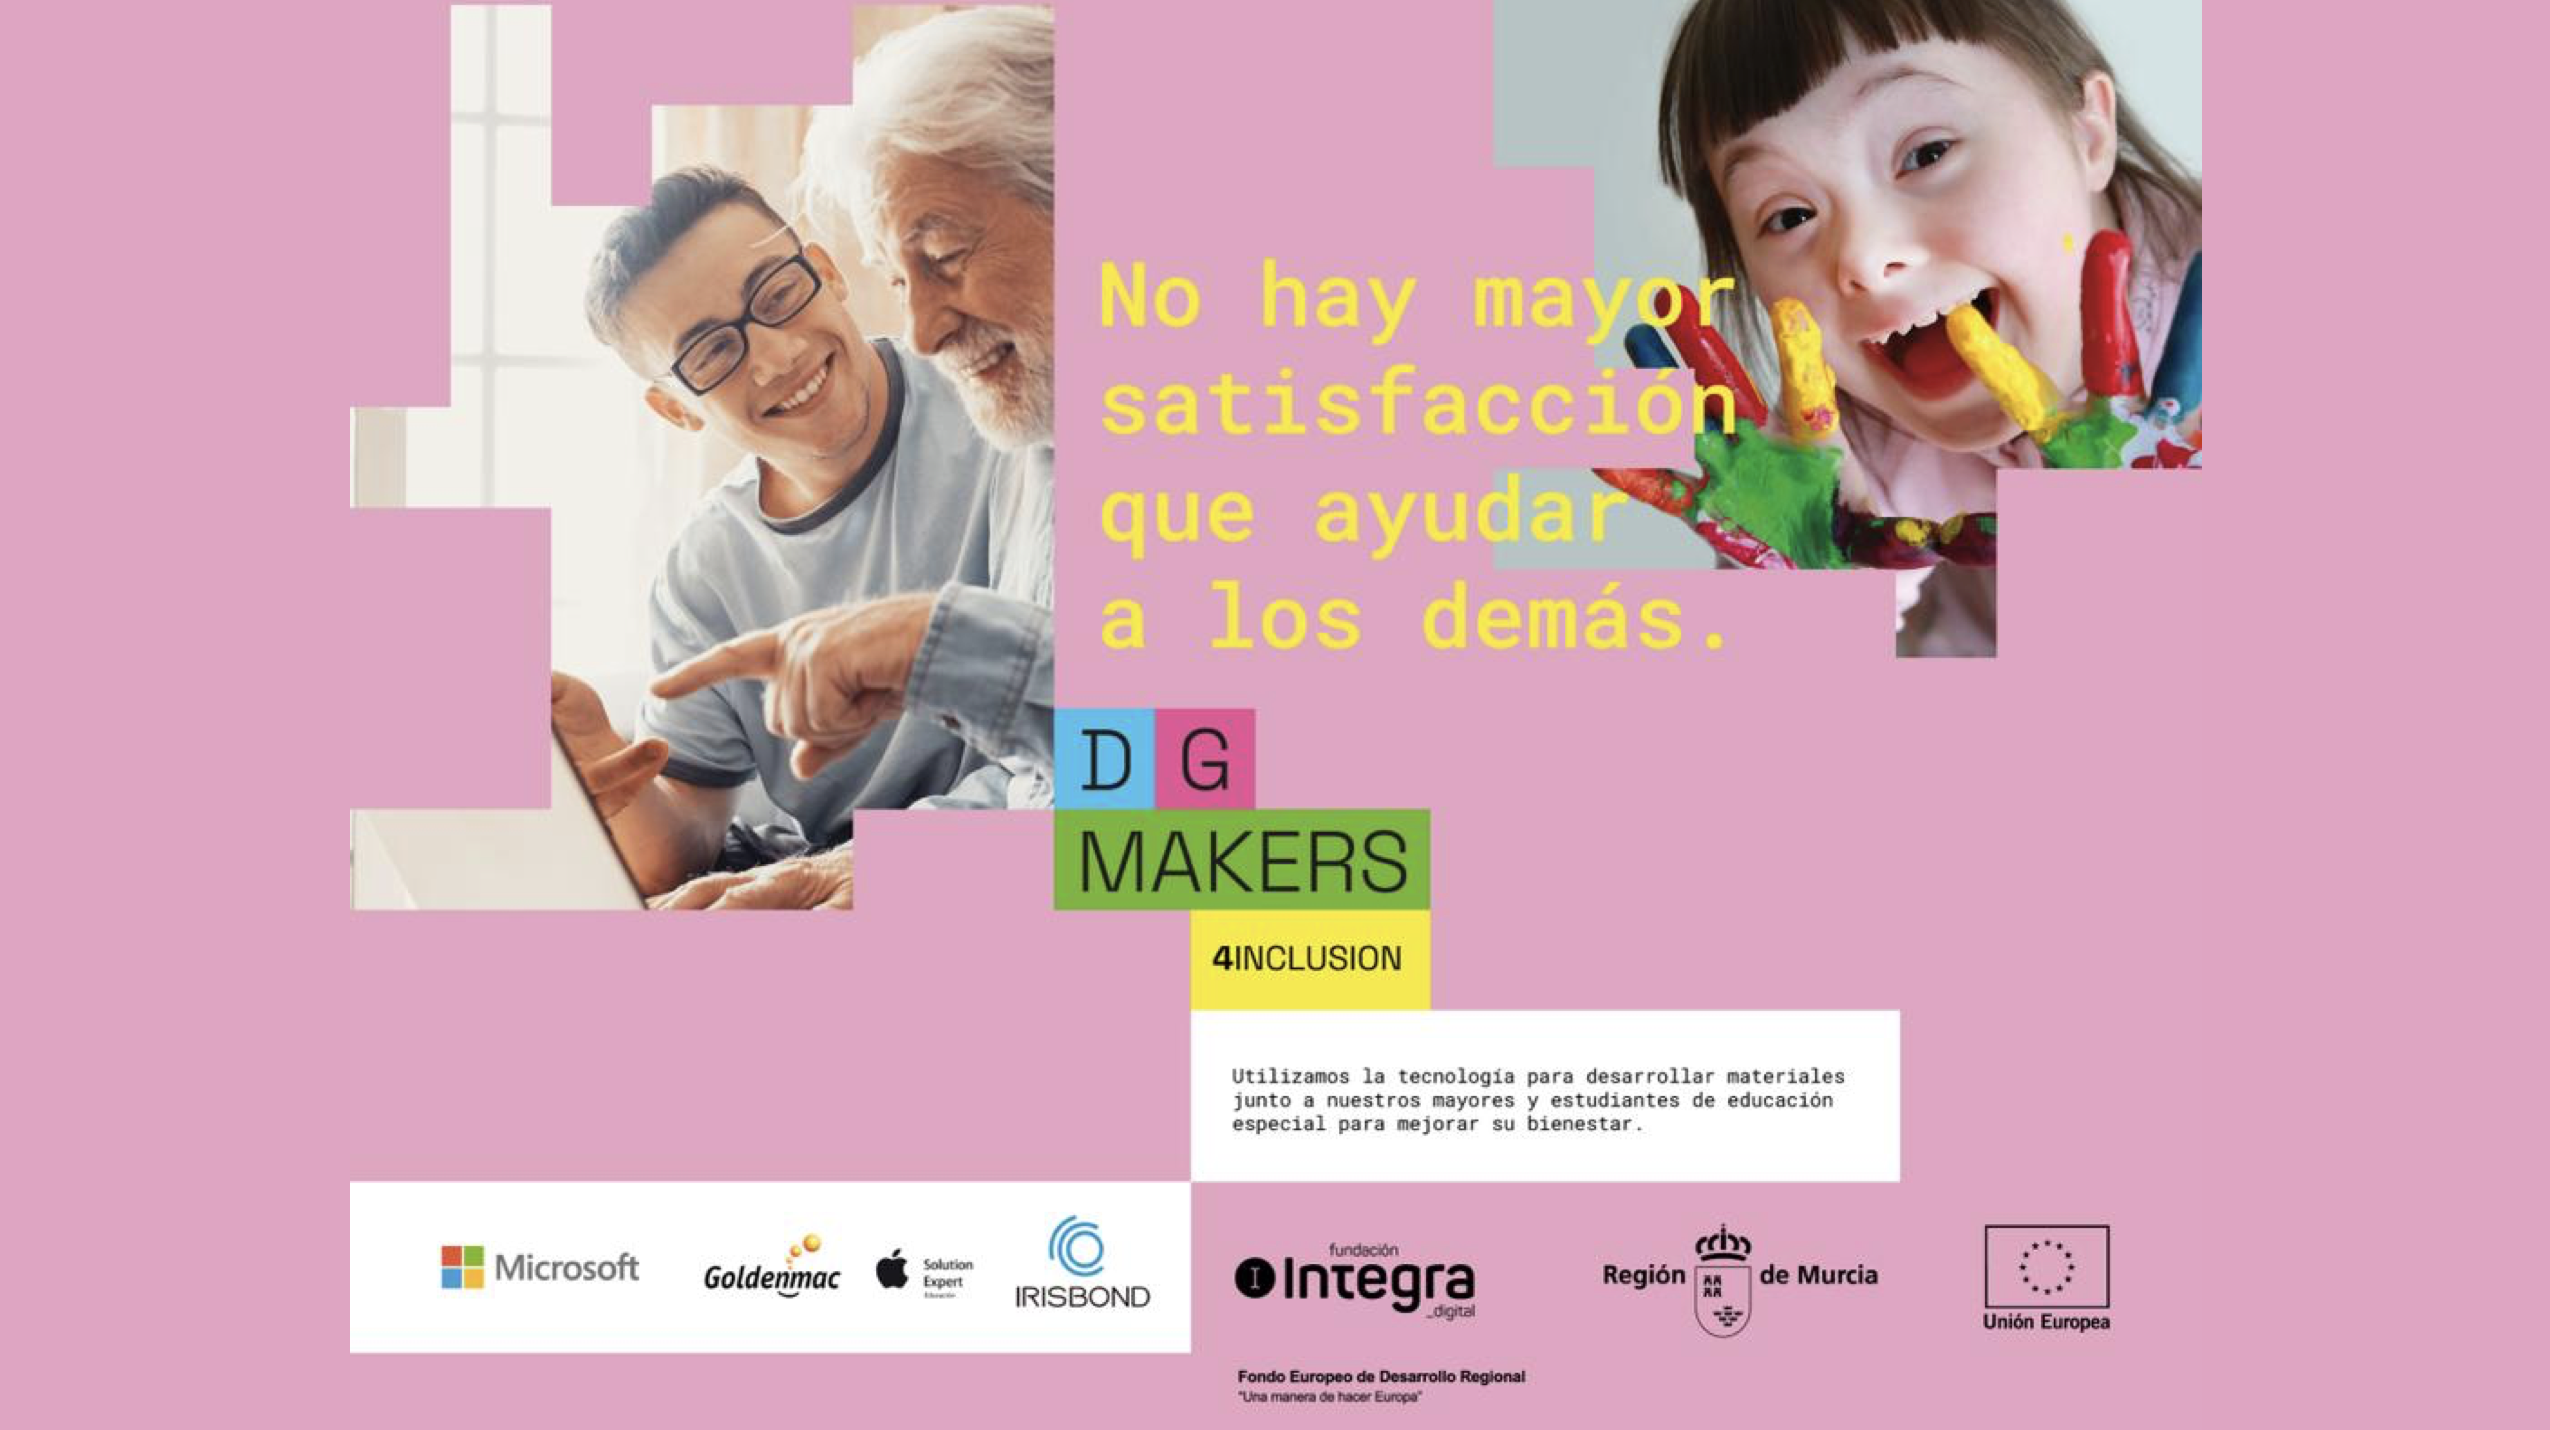 No hay mayor
satisfacción
que ayudar
a los demás.
D G
MAKERS
4INCLUSION
Utilizamos la tecnología para desarrollar materiales
junto a nuestros mayores y estudiantes de educación
especial para mejorar su bienestar.
Microsoft
Goldenmac
Solution
Expert
Educación
IRISBOND
fundación
Integra
_digital
Región de Murcia
Unión Europea
Fondo Europeo de Desarrollo Regional
"Una manera de hacer Europa"